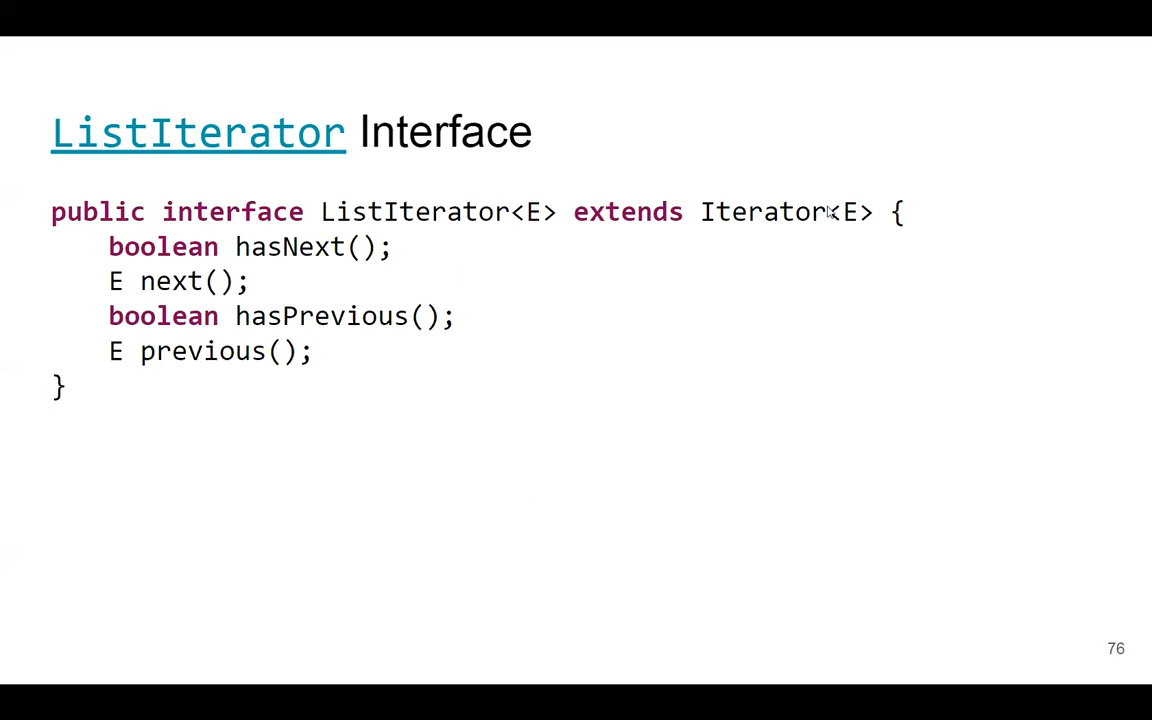 ListIterator Interface
public interface ListIterator<E> extends Iterator<E> {
boolean hasNext();
E next();
boolean hasPrevious();
E previous();
}
76